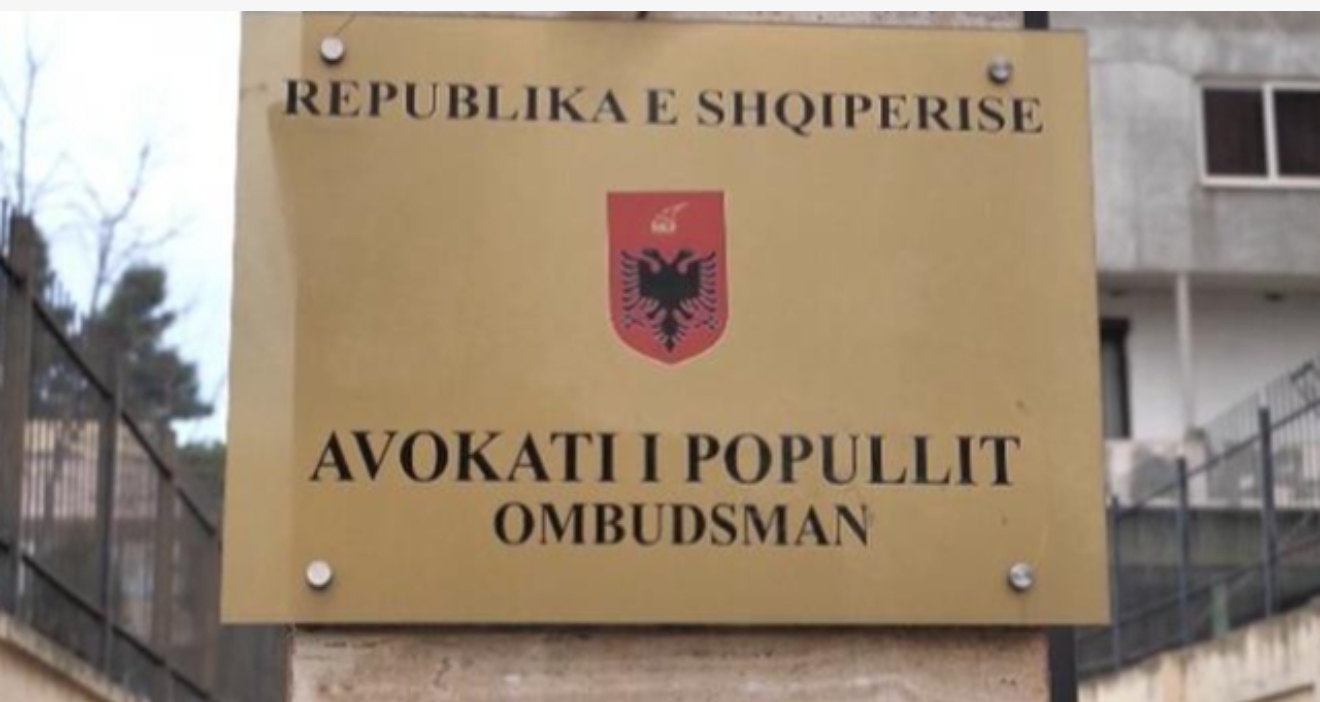 REPUBLIKA E SHQIPERISE
AVOKATI I POPULLIT
OMBUDSMAN